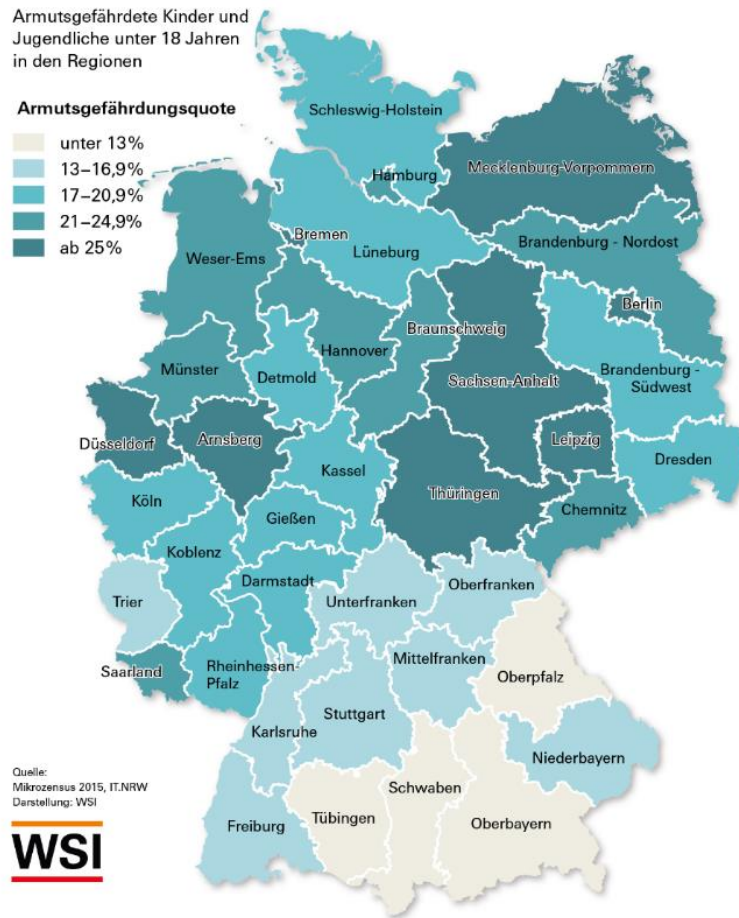 Armutsgefährdete Kinder und
Jugendliche unter 18 Jahren
in den Regionen
Armutsgefährdungsquote
unter 13%
13–16,9%
17–20,9%
21–24,9%
ab 25%
Schleswig-Holstein
Hamburg
Mecklenburg-Vorpommern
Bremen
Lüneburg
Brandenburg - Nordost
Weser-Ems
Berlin
Braunschweig
Hannover
Münster
Detmold
Sachsen-Anhalt
Brandenburg -
Südwest
Düsseldorf
Arnsberg
Leipzig
Kassel
Dresden
Thüringen
Köln
Gießen
Chemnitz
Koblenz
Darmstadt
Oberfranken
Trier
Unterfranken
Mittelfranken
Saarland
Rheinhessen-
Pfalz
Oberpfalz
Stuttgart
Karlsruhe
Niederbayern
Schwaben
Tübingen
Freiburg
Oberbayern
Quelle:
Mikrozensus 2015, IT.NRW
Darstellung: WSI
WSI